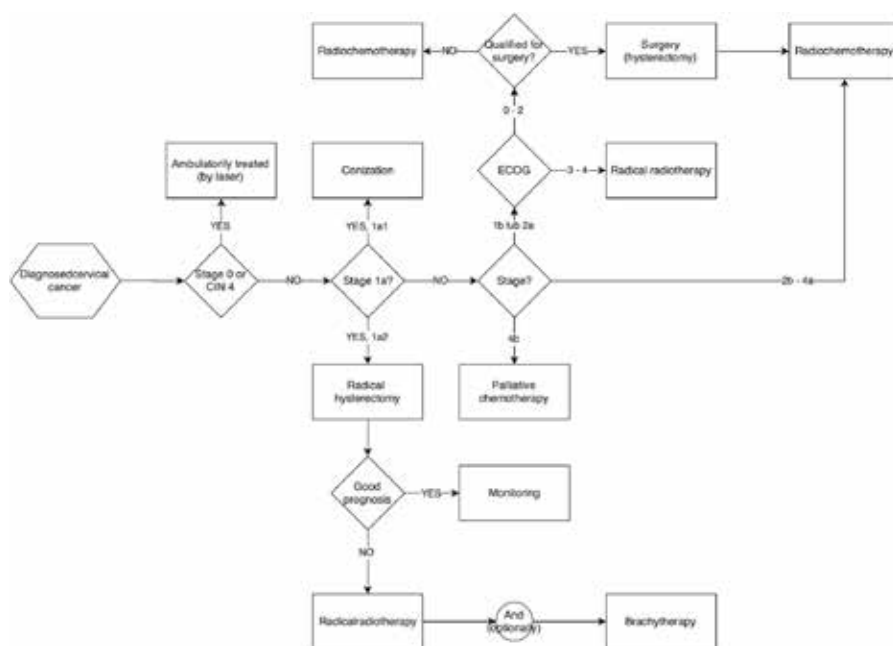 Radiochemotherapy
NO
Qualified for
surgery?
YES
Surgery
(hysterectomy)
Radiochemotherapy
0 - 2
Ambulatorily treated
(by laser)
Conization
ECOG
3 - 4
Radical radiotherapy
YES
YES, 1a1
1b lub 2a
Diagnosedcervical
cancer
Stage 0 or
CIN 4
NO
Stage 1a?
NO
Stage?
2b - 4a
YES, 1a2
4b
Radical
hysterectomy
Palliative
chemotherapy
Good
prognosis
YES
Monitoring
NO
Radicalradiotherapy
And
(optionally)
Brachytherapy